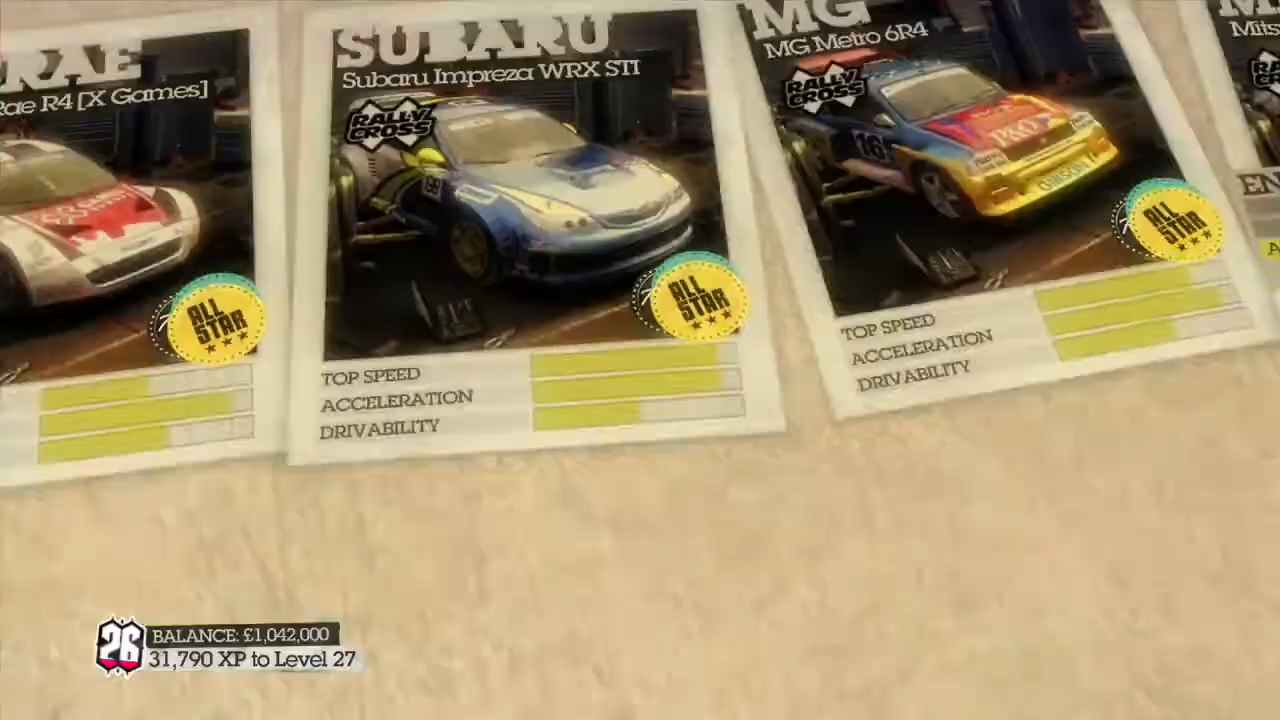 RAE
Rae R4 [X Games]
ALL
STAR
SUBARU
Subaru Impreza WRX STI
RALLY
CROSS
ALL
STAR
TOP SPEED
ACCELERATION
DRIVABILITY
MG
MG Metro 6R4
RALLY
CROSS
ALL
STAR
TOP SPEED
ACCELERATION
DRIVABILITY
Mits
26
BALANCE: £1,042,000
31,790 XP to Level 27